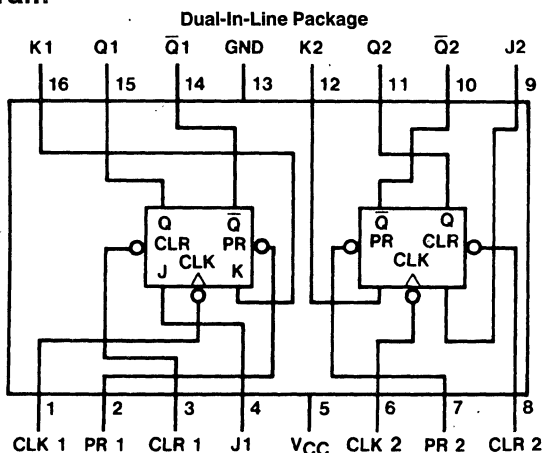 Dual-In-Line Package
K1 Q1 Q̅1 GND K2 Q2 Q̅2 J2
16 15 14 13 12 11 10 9
Q Q̅ Q̅ Q
CLR PR PR CLR
CLK CLK
J K
1 2 3 4 5 6 7 8
CLK 1 PR 1 CLR 1 J1 VCC CLK 2 PR 2 CLR 2